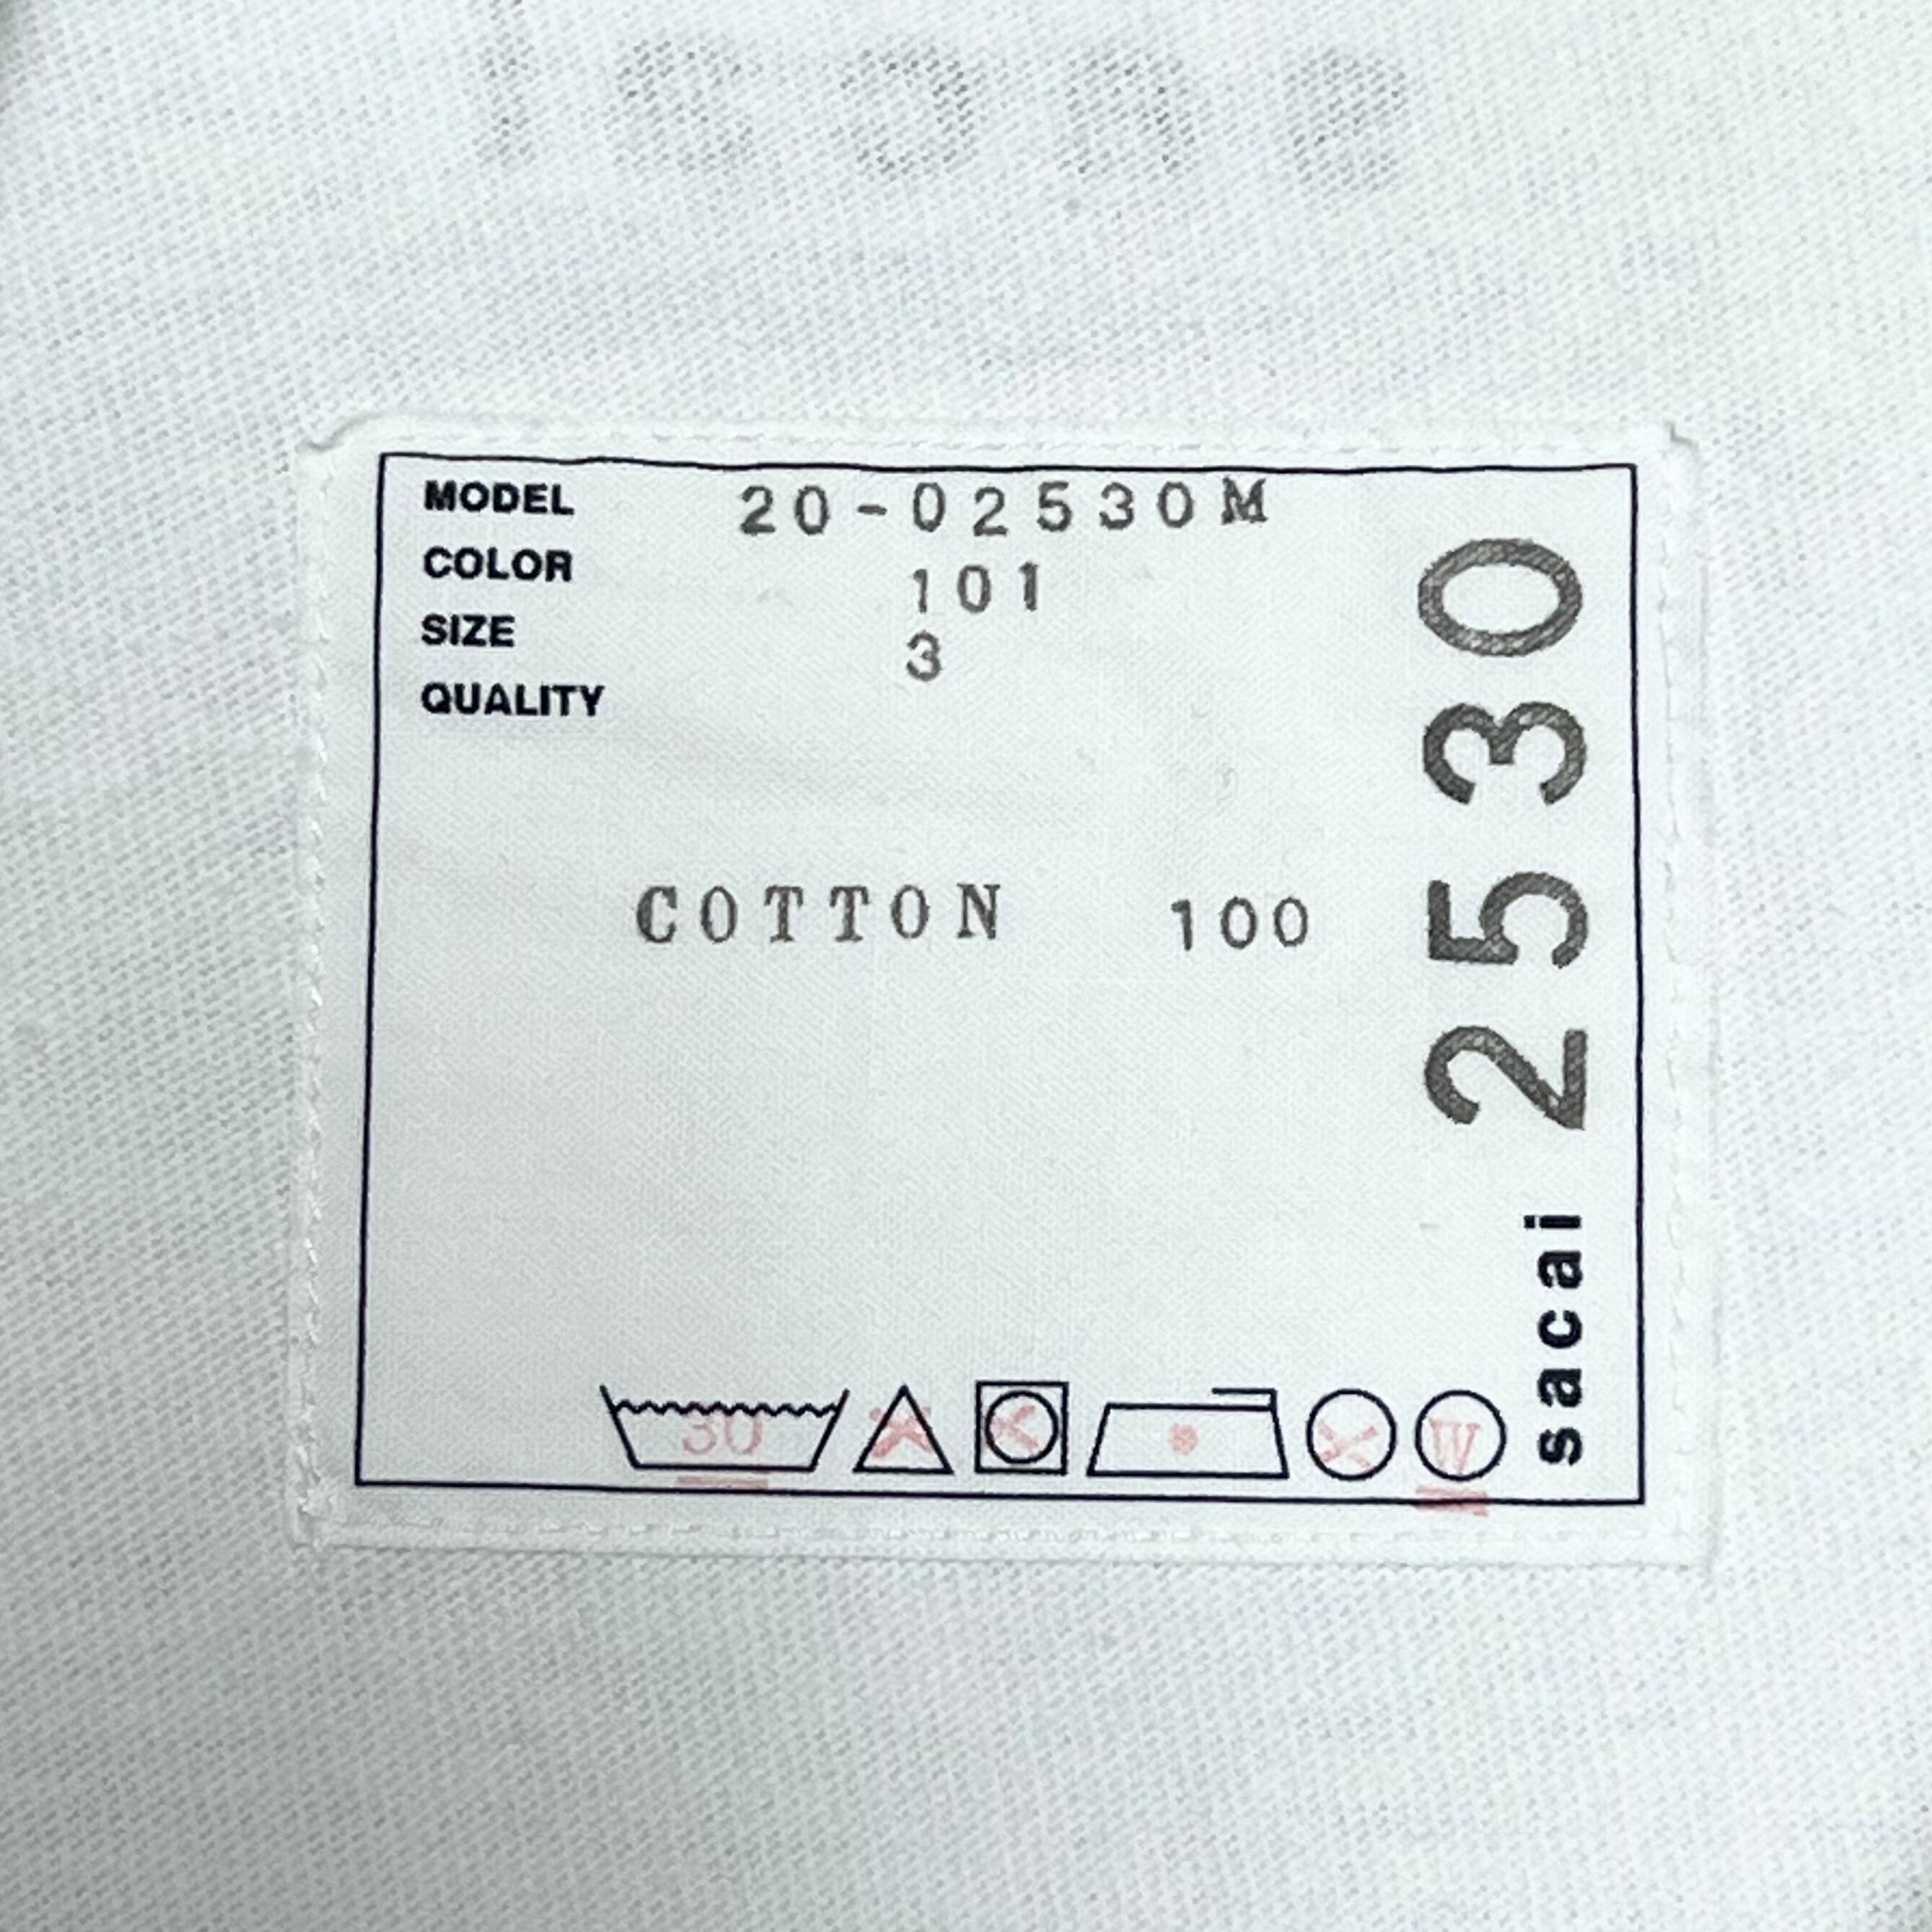 MODEL 20-02530M
COLOR 101
SIZE 3
QUALITY
COTTON 100
30
W
sacai 2530